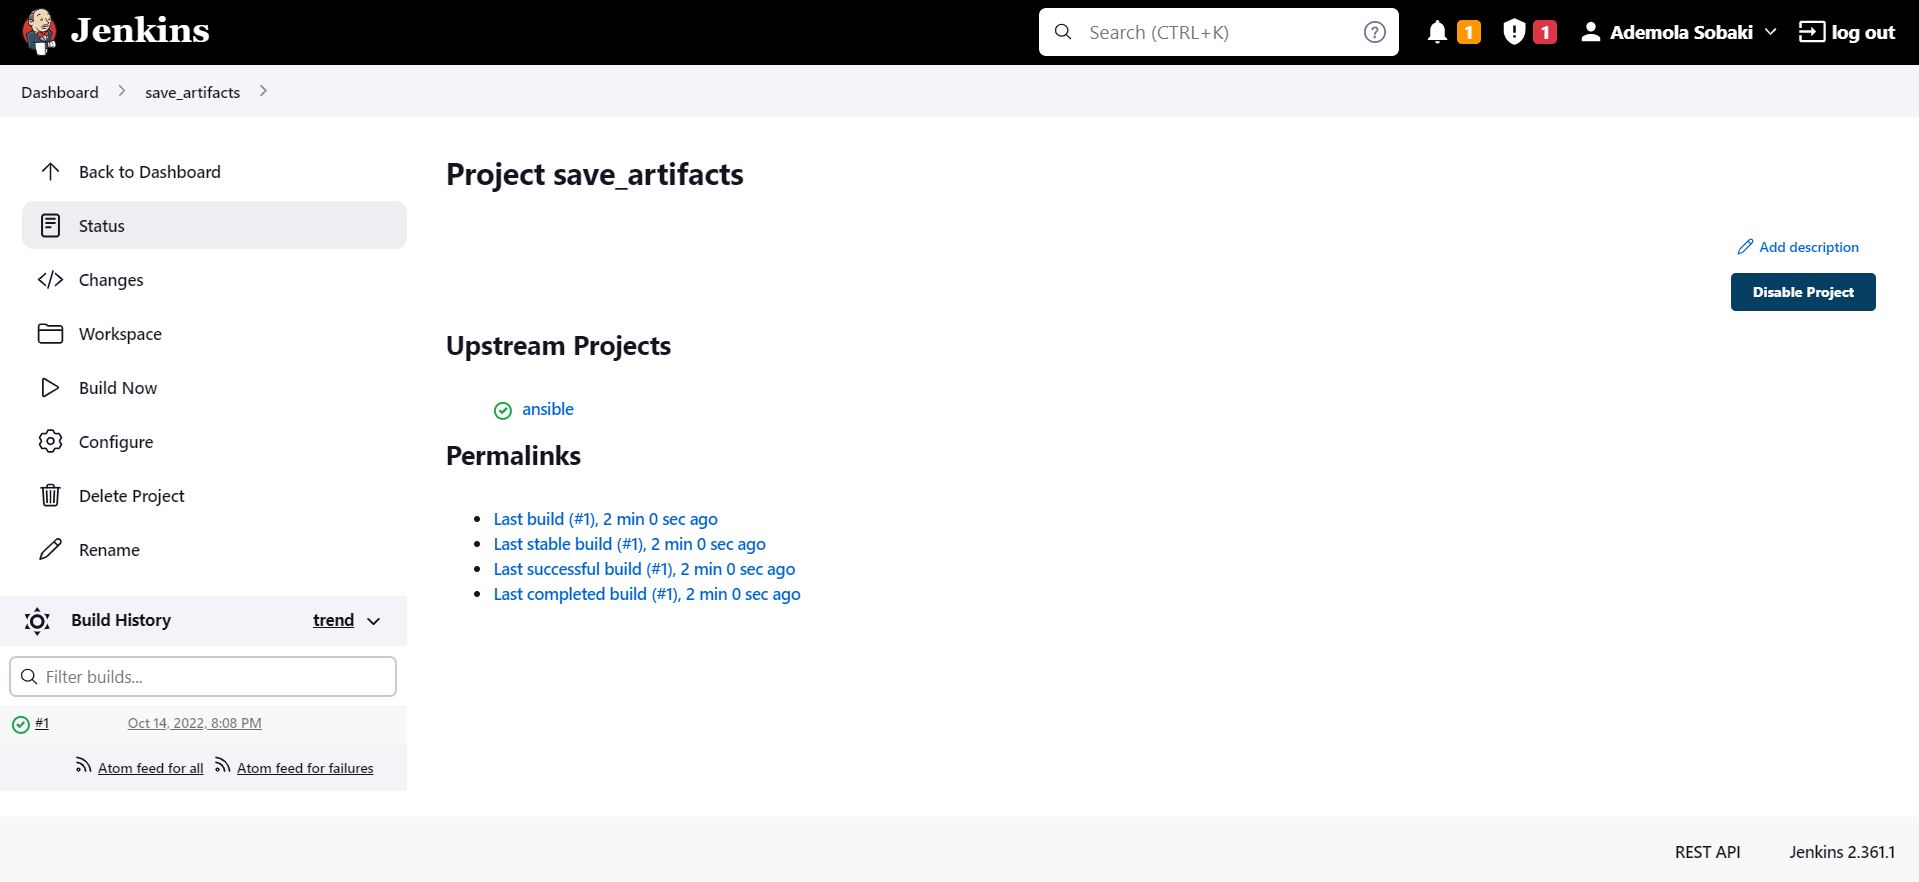 Jenkins
Search (CTRL+K)
?
1
1
Ademola Sobaki
log out
Dashboard
save_artifacts
Back to Dashboard
Status
Changes
Workspace
Build Now
Configure
Delete Project
Rename
Build History
trend
Filter builds...
#1 Oct 14, 2022, 8:08 PM
Atom feed for all Atom feed for failures
Project save_artifacts
Add description
Disable Project
Upstream Projects
ansible
Permalinks
Last build (#1), 2 min 0 sec ago
Last stable build (#1), 2 min 0 sec ago
Last successful build (#1), 2 min 0 sec ago
Last completed build (#1), 2 min 0 sec ago
REST API Jenkins 2.361.1